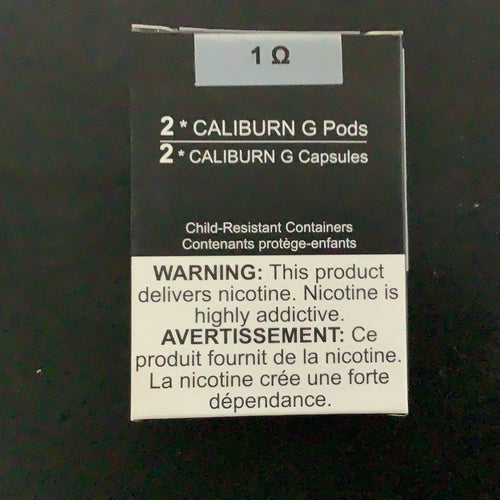 1 Ω
2 * CALIBURN G Pods
2 * CALIBURN G Capsules
Child-Resistant Containers
Contenants protège-enfants
WARNING: This product
delivers nicotine. Nicotine is
highly addictive.
AVERTISSEMENT: Ce
produit fournit de la nicotine.
La nicotine crée une forte
dépendance.